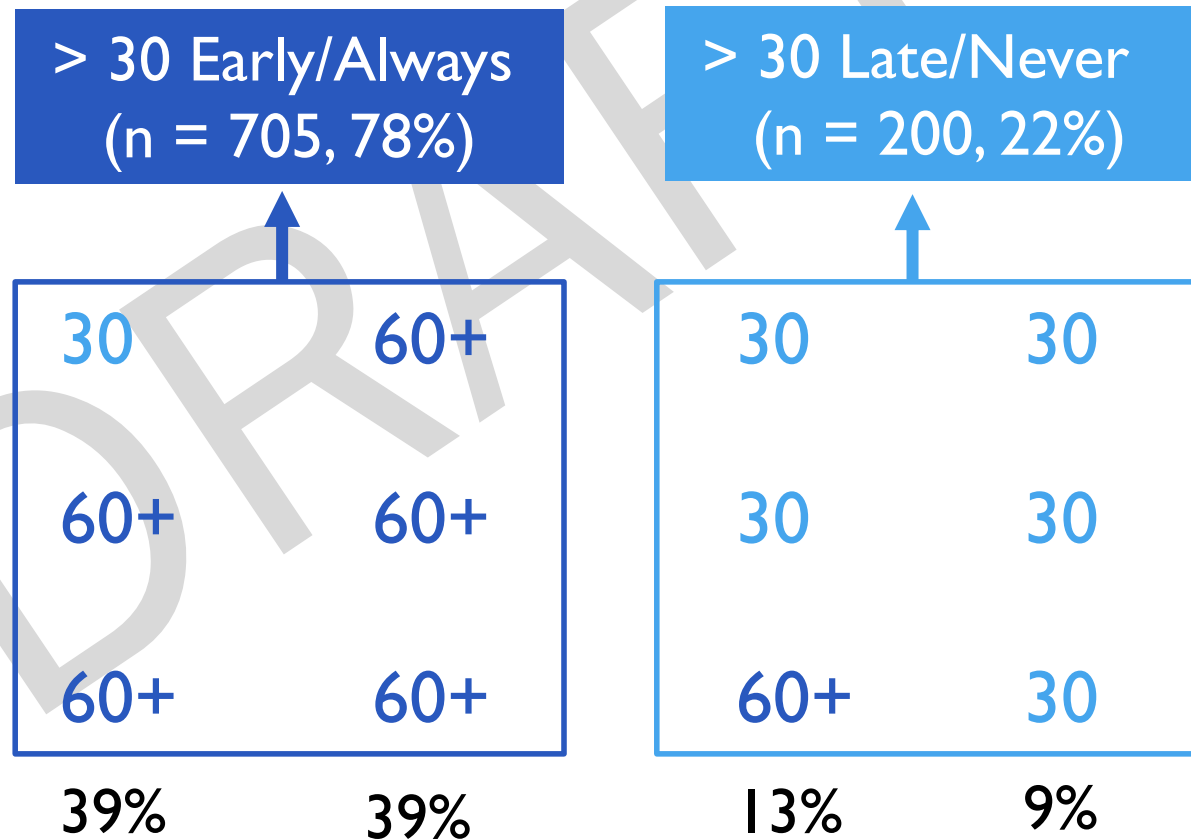 > 30 Early/Always
(n = 705, 78%)
> 30 Late/Never
(n = 200, 22%)
30 60+ 30 30
60+ 60+ 30 30
60+ 60+ 60+ 30
39% 39% 13% 9%
DRAF